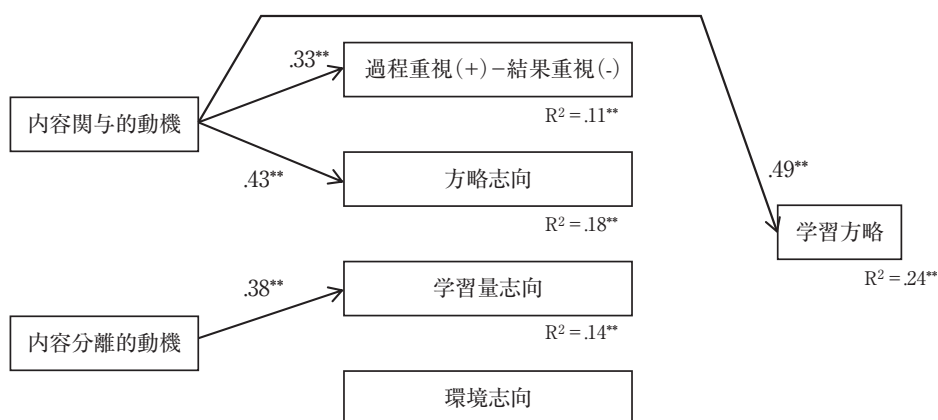 .33**
過程重視(+)−結果重視(-)
R² = .11**
内容関与的動機
.43**
方略志向
R² = .18**
.49**
学習方略
R² = .24**
.38**
学習量志向
R² = .14**
内容分離的動機
環境志向